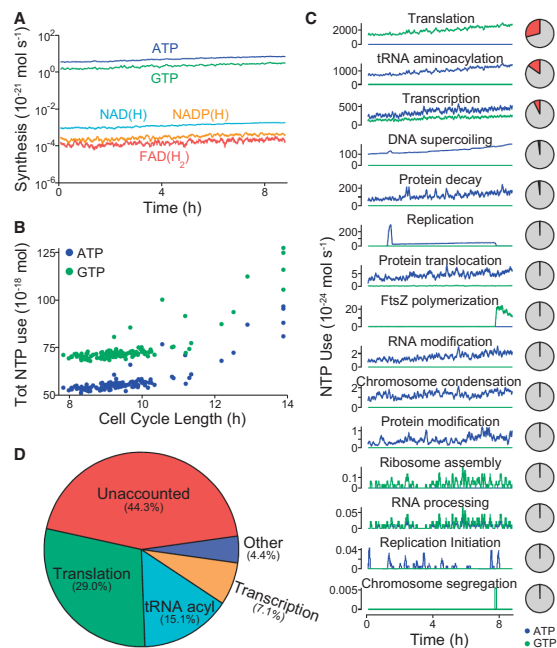 A
Synthesis (10⁻²¹ mol s⁻¹)
10²
10⁰
10⁻²
10⁻⁴
10⁻⁶
ATP
GTP
NAD(H)
NADP(H)
FAD(H₂)
0
4
8
Time (h)
B
Tot NTP use (10⁻¹⁸ mol)
125
100
75
50
ATP
GTP
8
10
12
14
Cell Cycle Length (h)
C
NTP Use (10⁻²⁴ mol s⁻¹)
Translation
2000
0
tRNA aminoacylation
1000
0
Transcription
500
0
DNA supercoiling
100
0
Protein decay
200
0
Replication
200
0
Protein translocation
5
0
FtsZ polymerization
20
0
RNA modification
2
1
0
Chromosome condensation
2
1
0
Protein modification
1
0
Ribosome assembly
0.1
0
RNA processing
0.05
0
Replication Initiation
0.04
0
Chromosome segregation
0.005
0
0
4
8
Time (h)
ATP
GTP
D
Unaccounted
(44.3%)
Other
(4.4%)
Transcription
(7.1%)
tRNA acyl
(15.1%)
Translation
(29.0%)